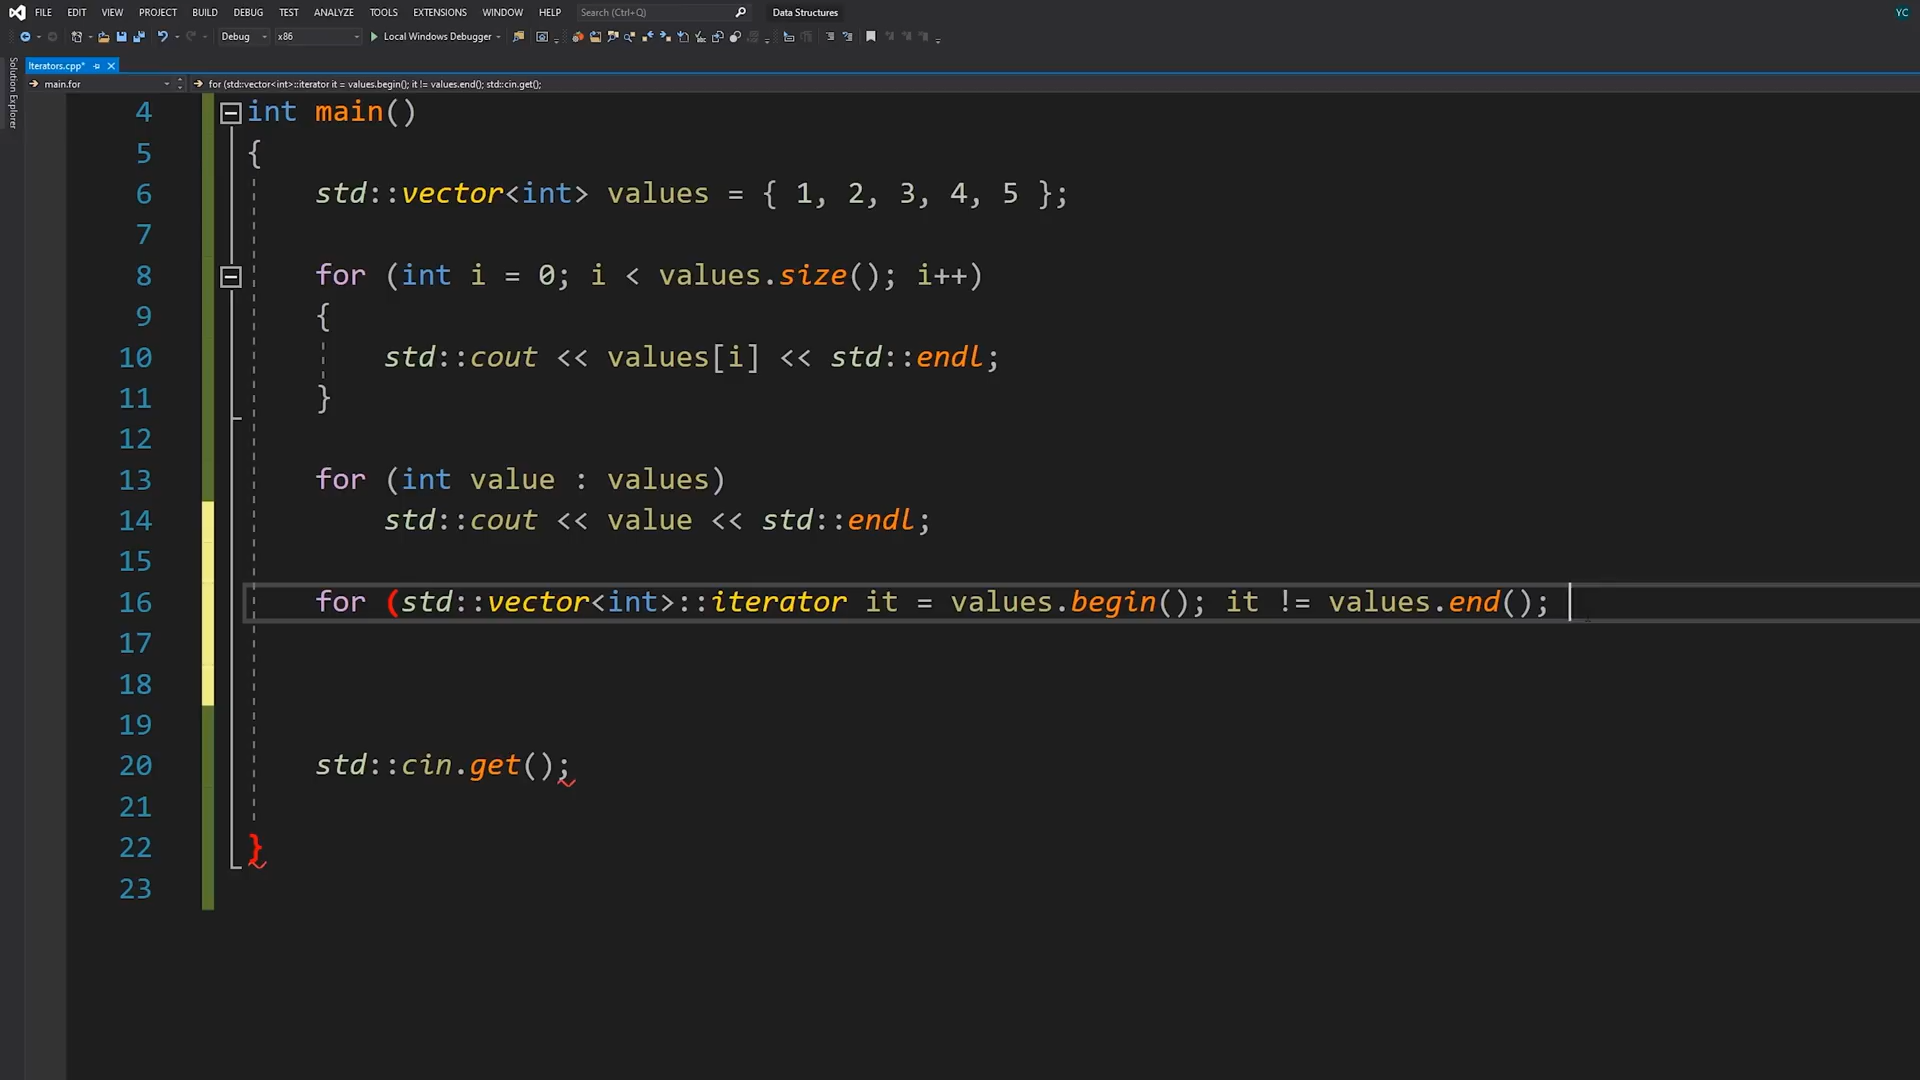 FILE EDIT VIEW PROJECT BUILD DEBUG TEST ANALYZE TOOLS EXTENSIONS WINDOW HELP Search (Ctrl+Q) Data Structures YC
Debug x86 Local Windows Debugger
Solution Explorer
Iterators.cpp*
main.for for (std::vector<int>::iterator it = values.begin(); it != values.end(); std::cin.get();
4 int main()
5 {
6 std::vector<int> values = { 1, 2, 3, 4, 5 };
7
8 for (int i = 0; i < values.size(); i++)
9 {
10 std::cout << values[i] << std::endl;
11 }
12
13 for (int value : values)
14 std::cout << value << std::endl;
15
16 for (std::vector<int>::iterator it = values.begin(); it != values.end();
17
18
19
20 std::cin.get();
21
22 }
23